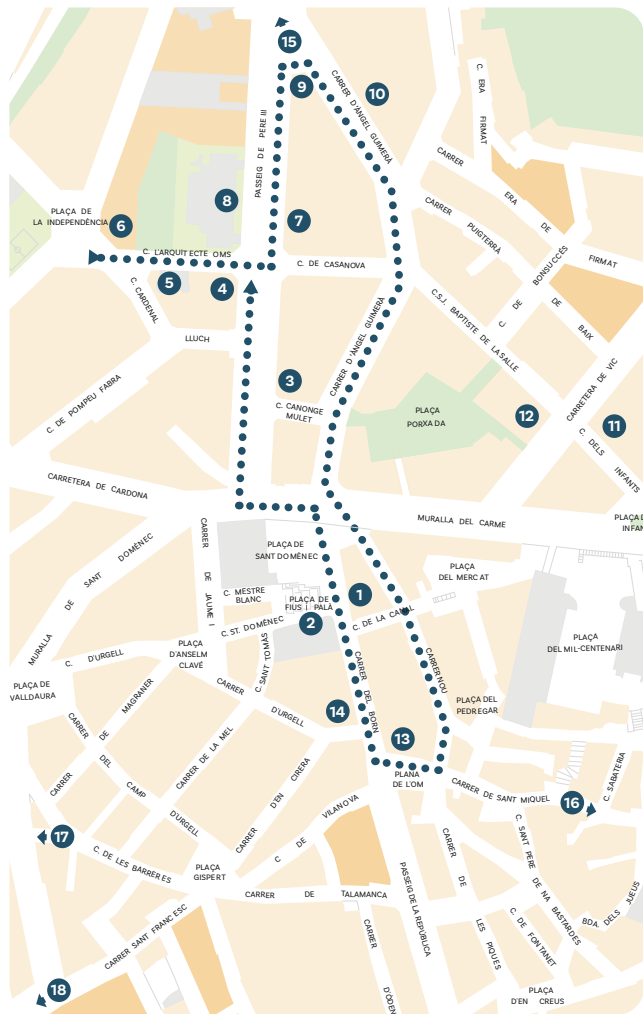 15
9
10
CARRER D'ÀNGEL GUIMERÀ
C. ERA
FIRMAT
PASSEIG DE PERE III
CARRER
ERA
DE
FIRMAT
8
7
PLAÇA DE
LA INDEPENDÈNCIA
6
CARRER
PUIGTERRÀ
C. L'ARQUITECTE OMS
C. DE CASANOVA
5
4
C. DE BONSUCCÉS
DE
BAIX
C. CARDENAL
LLUCH
C.S.J. BAPTISTE DE LA SALLE
CARRER D'ÀNGEL GUIMERÀ
3
C. CANONGE
MULET
C. DE POMPEU FABRA
PLAÇA
PORXADA
12
CARRETERA DE VIC
11
C. DELS
INFANTS
CARRETERA DE CARDONA
MURALLA DEL CARME
PLAÇA D
INFAN
MURALLA
DE
SANT
DOMÈNEC
CARRER
DE
JAUME I
PLAÇA DE
SANT DOMÈNEC
PLAÇA
DEL MERCAT
C. MESTRE
BLANC
PLAÇA DE
FIUS I PALÀ
1
C. DE LA CANAL
C. ST. DOMÈNEC
2
PLAÇA
DEL MIL·CENTENARI
C. D'URGELL
PLAÇA
D'ANSELM
CLAVÉ
C. SANT TOMÀS
CARRER DEL BORN
CARRER NOU
PLAÇA DE
VALLDAURA
CARRER
DE
MAGRANER
CARRER
D'URGELL
14
13
PLAÇA DEL
PEDREGAR
CARRER
DEL
CAMP
D'URGELL
CARRER DE LA MEL
CARRER
D'EN
CIRERA
PLANA
DE L'OM
CARRER DE SANT MIQUEL
16
C. SABATERIA
C.
DE
VILANOVA
17
C. DE LES BARRERES
PLAÇA
GISPERT
CARRER
DE
TALAMANCA
PASSEIG DE LA REPÚBLICA
CARRER
DE
LES
PIQUES
C. SANT PERE
DE NA BASTARDES
C. DE FONTANET
BDA. DELS JUEUS
CARRER SANT FRANCESC
CARRER
D'ÒDEN
PLAÇA
D'EN CREUS
18